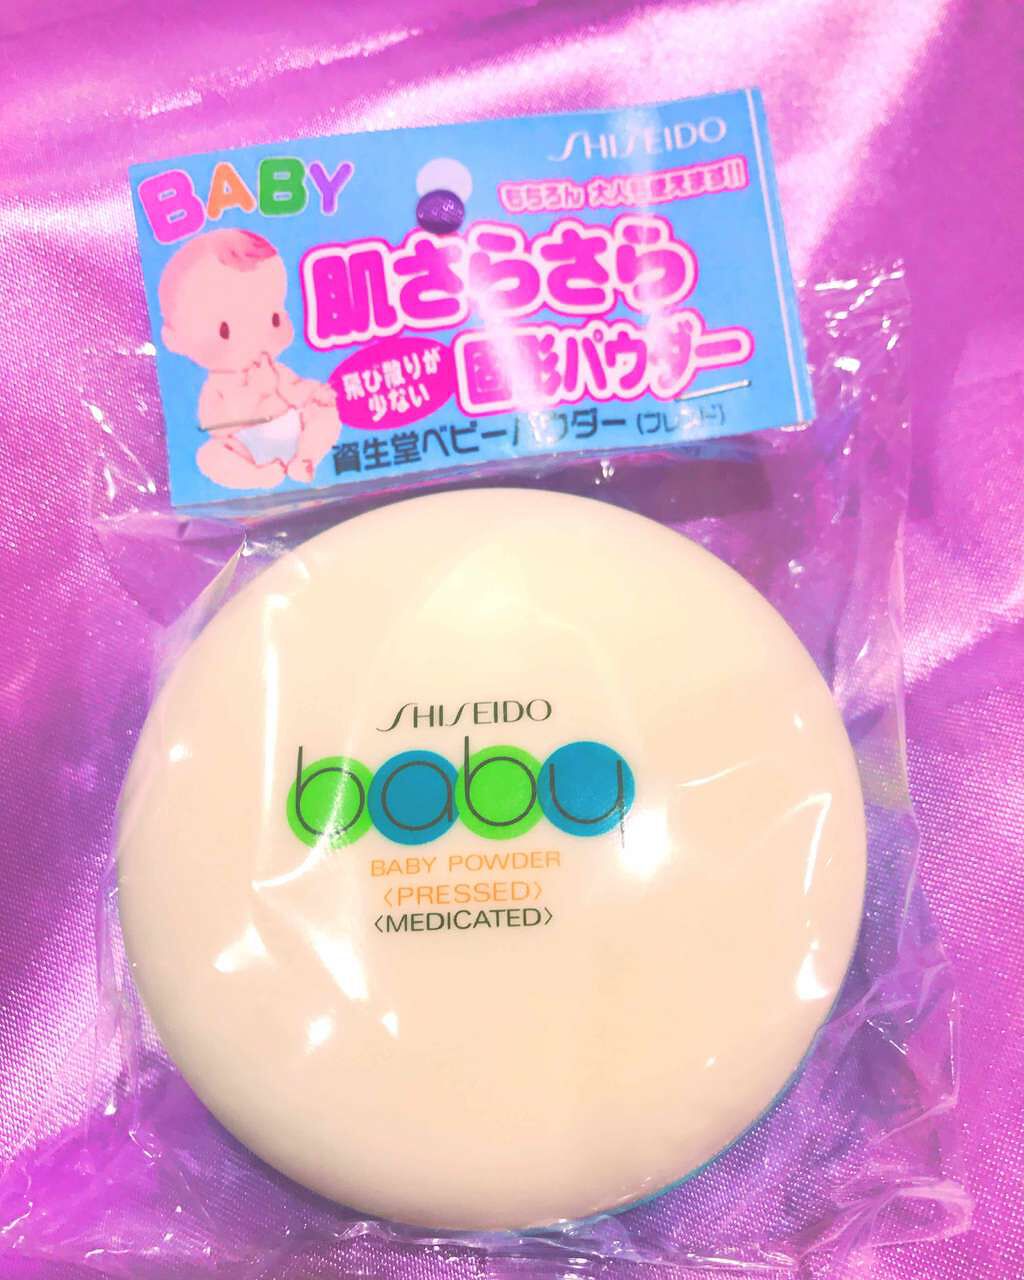 BABY
SHISEIDO
もちろん 大人も使えます!!
肌さらさら
飛び散りが
少ない
固形パウダー
資生堂ベビーパウダー(プレスド)
SHISEIDO
baby
BABY POWDER
〈PRESSED〉
〈MEDICATED〉